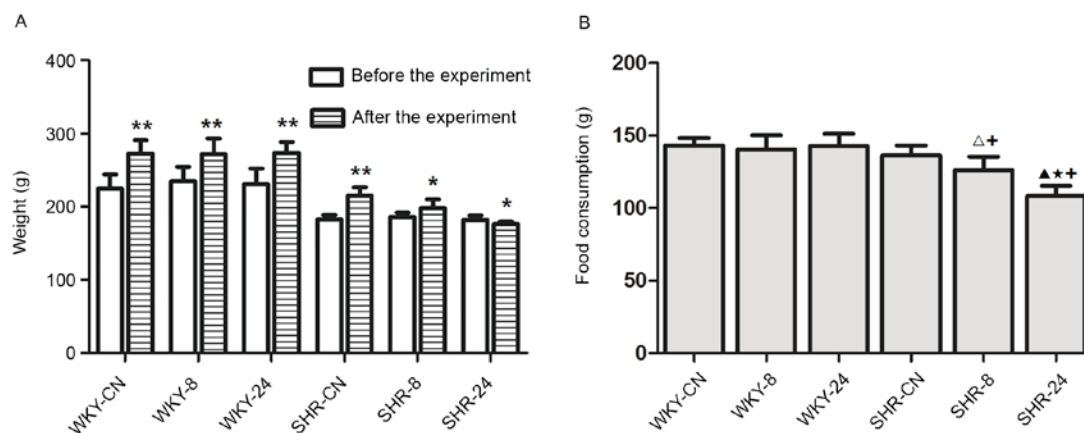 A
Weight (g)
400
300
200
100
0
Before the experiment
After the experiment
**
**
**
**
*
*
WKY-CN
WKY-8
WKY-24
SHR-CN
SHR-8
SHR-24
B
Food consumption (g)
200
150
100
50
0
△+
▲★+
WKY-CN
WKY-8
WKY-24
SHR-CN
SHR-8
SHR-24